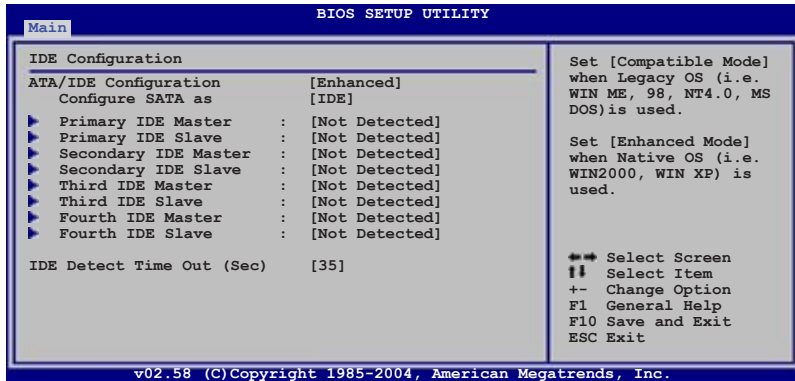 BIOS SETUP UTILITY
Main
IDE Configuration
ATA/IDE Configuration [Enhanced]
Configure SATA as [IDE]
Primary IDE Master : [Not Detected]
Primary IDE Slave : [Not Detected]
Secondary IDE Master : [Not Detected]
Secondary IDE Slave : [Not Detected]
Third IDE Master : [Not Detected]
Third IDE Slave : [Not Detected]
Fourth IDE Master : [Not Detected]
Fourth IDE Slave : [Not Detected]
IDE Detect Time Out (Sec) [35]
Set [Compatible Mode]
when Legacy OS (i.e.
WIN ME, 98, NT4.0, MS
DOS)is used.
Set [Enhanced Mode]
when Native OS (i.e.
WIN2000, WIN XP) is
used.
Select Screen
Select Item
+- Change Option
F1 General Help
F10 Save and Exit
ESC Exit
v02.58 (C)Copyright 1985-2004, American Megatrends, Inc.